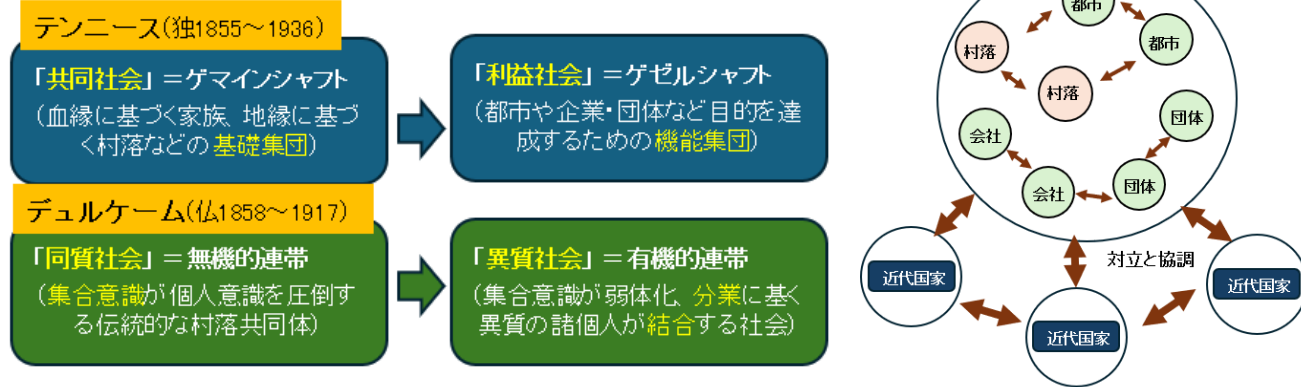 テンニース(独1855～1936)
「共同社会」＝ゲマインシャフト
(血縁に基づく家族、地縁に基づ
く村落などの基礎集団)
「利益社会」＝ゲゼルシャフト
(都市や企業・団体など目的を達
成するための機能集団)
デュルケーム(仏1858～1917)
「同質社会」＝無機的連帯
(集合意識が個人意識を圧倒す
る伝統的な村落共同体)
「異質社会」＝有機的連帯
(集合意識が弱体化、分業に基く
異質の諸個人が結合する社会)
都市
都市
村落
村落
団体
会社
団体
会社
対立と協調
近代国家
近代国家
近代国家